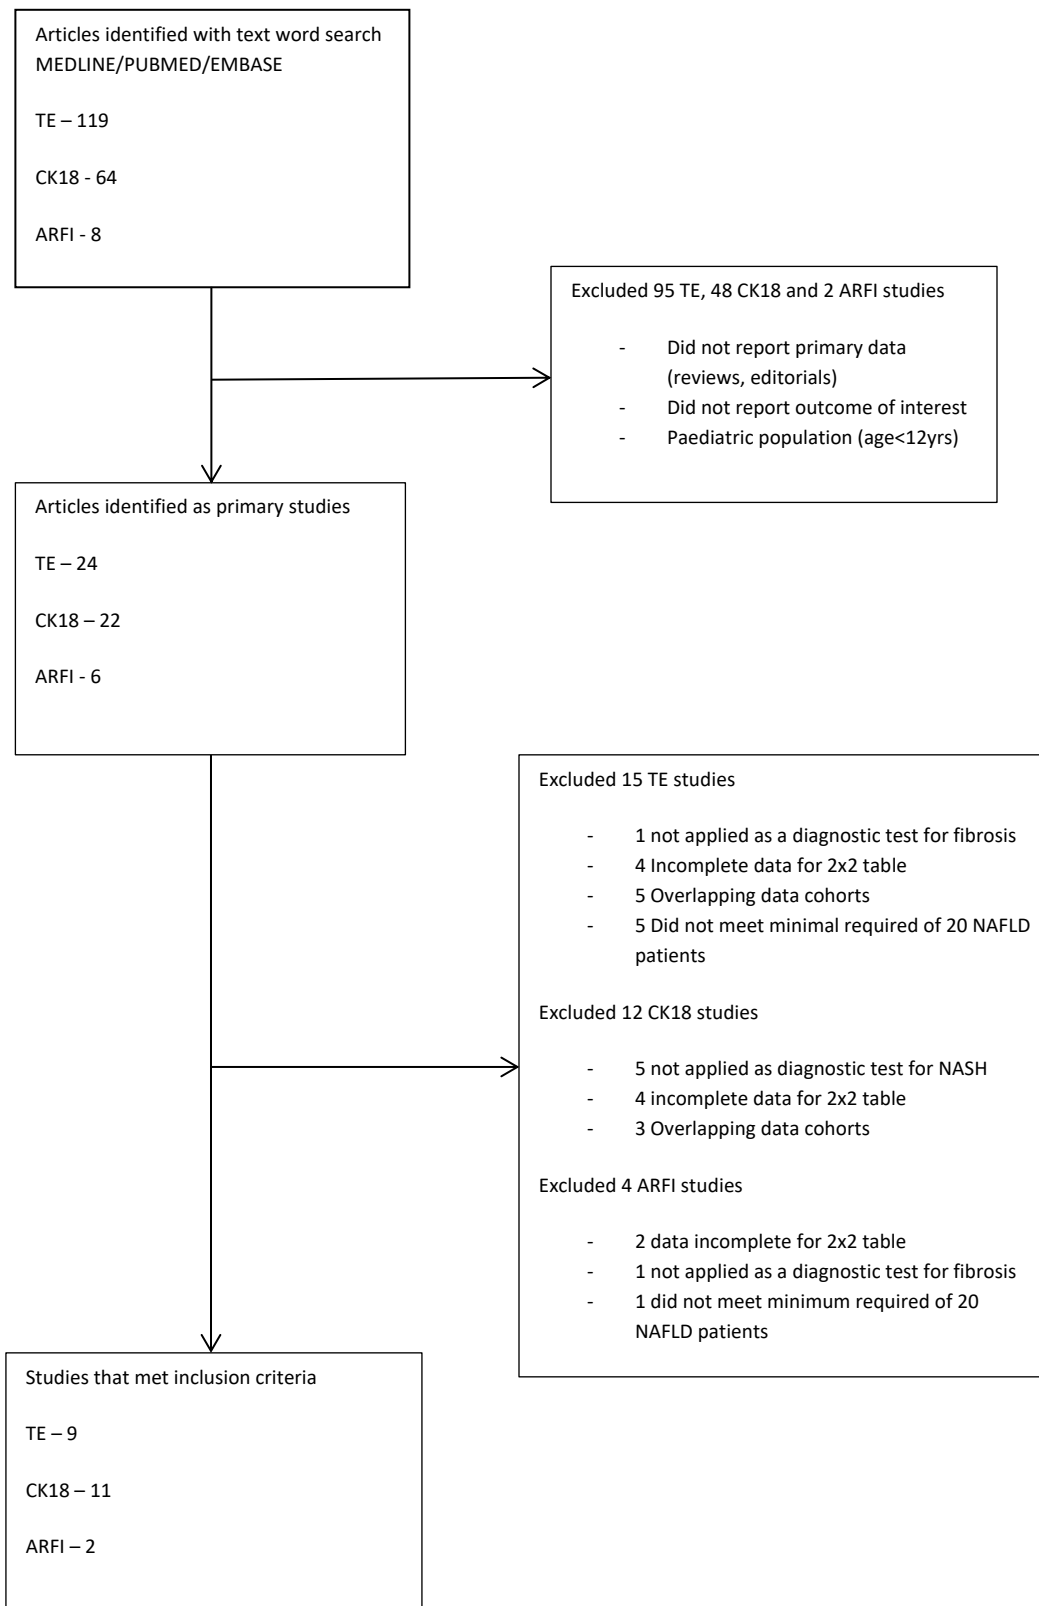 Articles identified with text word search
MEDLINE/PUBMED/EMBASE
TE – 119
CK18 - 64
ARFI - 8
Excluded 95 TE, 48 CK18 and 2 ARFI studies
- Did not report primary data
(reviews, editorials)
- Did not report outcome of interest
- Paediatric population (age<12yrs)
Articles identified as primary studies
TE – 24
CK18 – 22
ARFI - 6
Excluded 15 TE studies
- 1 not applied as a diagnostic test for fibrosis
- 4 Incomplete data for 2x2 table
- 5 Overlapping data cohorts
- 5 Did not meet minimal required of 20 NAFLD
patients
Excluded 12 CK18 studies
- 5 not applied as diagnostic test for NASH
- 4 incomplete data for 2x2 table
- 3 Overlapping data cohorts
Excluded 4 ARFI studies
- 2 data incomplete for 2x2 table
- 1 not applied as a diagnostic test for fibrosis
- 1 did not meet minimum required of 20
NAFLD patients
Studies that met inclusion criteria
TE – 9
CK18 – 11
ARFI – 2